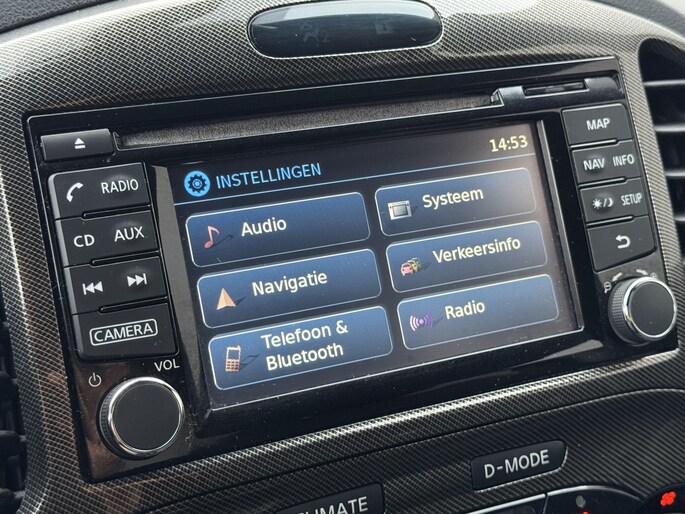 MAP
14:53
INSTELLINGEN
RADIO
NAV INFO
CD AUX
Audio
Systeem
SETUP
Navigatie
Verkeersinfo
CAMERA
Telefoon &
Bluetooth
Radio
VOL
D-MODE
CLIMATE